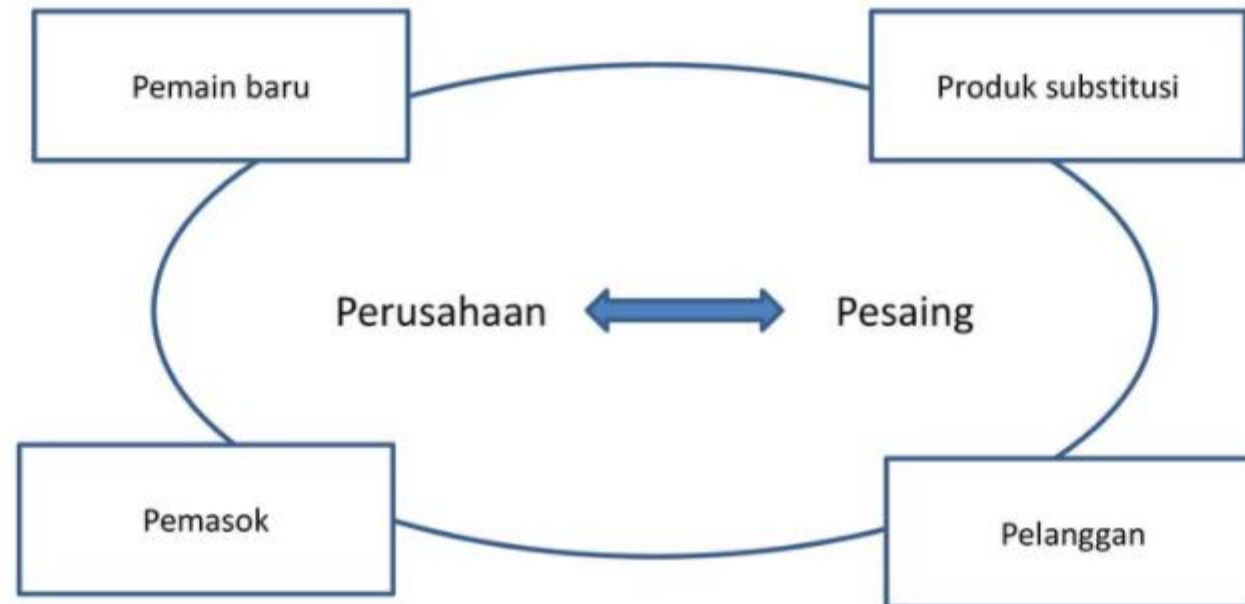 Pemain baru
Produk substitusi
Perusahaan
Pesaing
Pemasok
Pelanggan